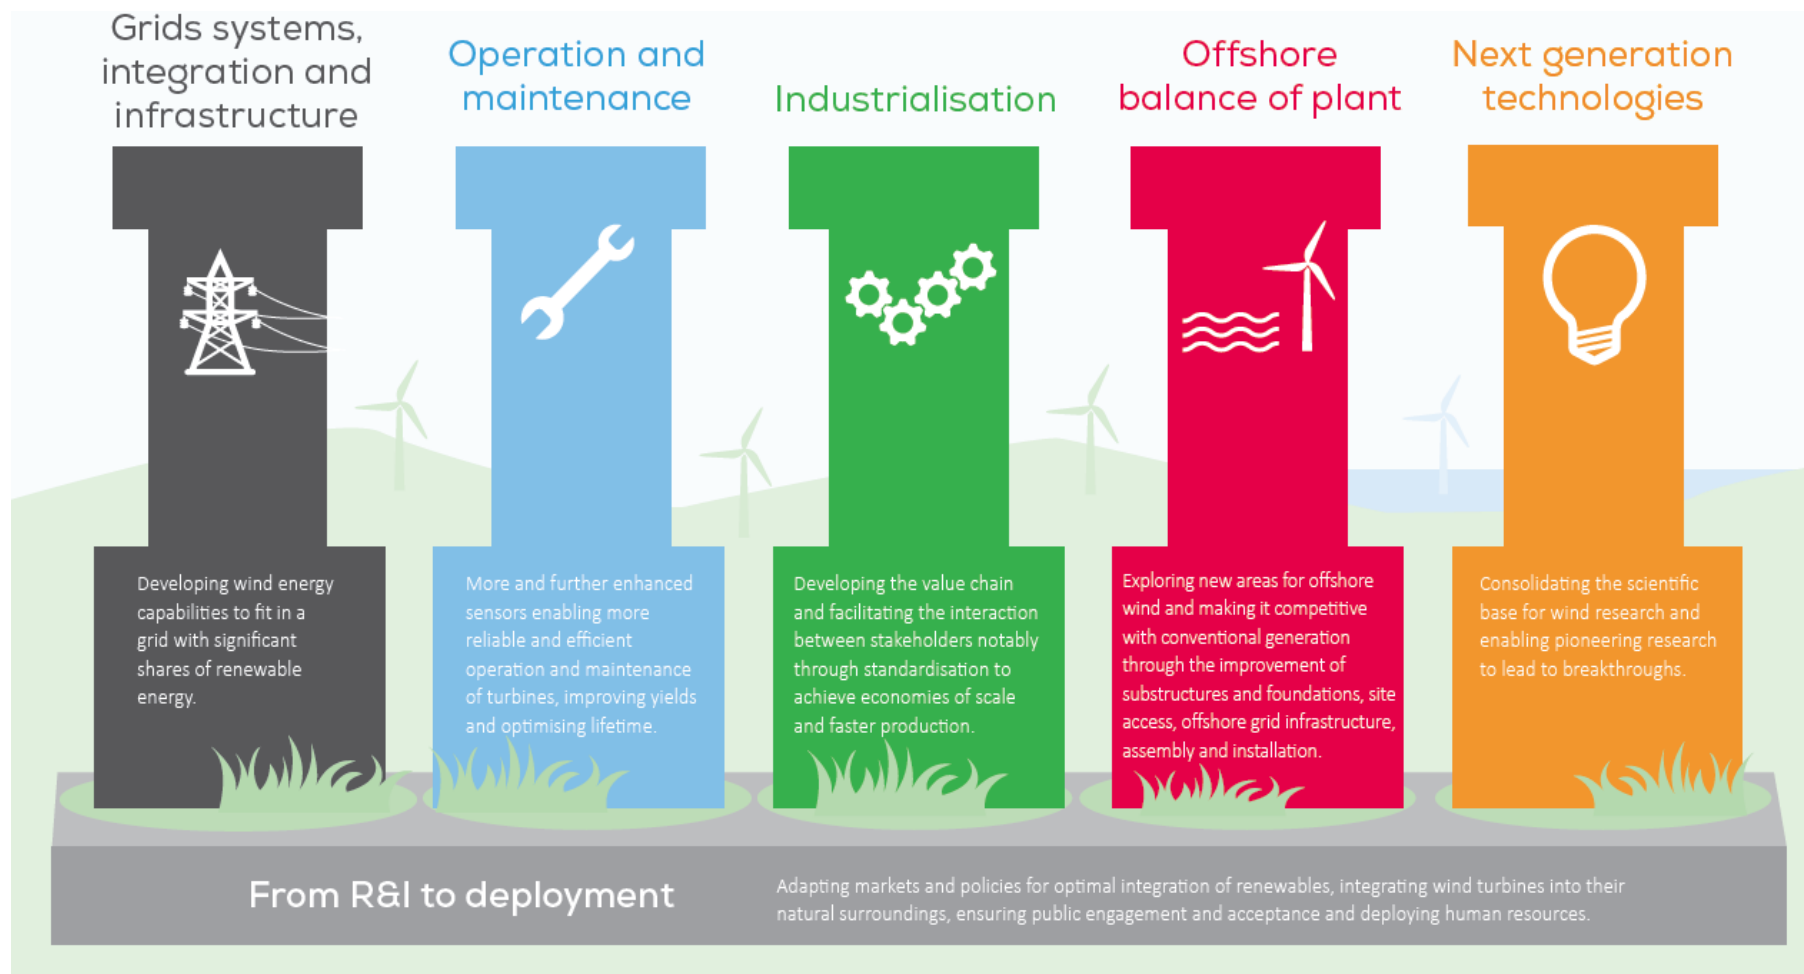 Grids systems,
integration and
infrastructure
Operation and
maintenance
Industrialisation
Offshore
balance of plant
Next generation
technologies
Developing wind energy
capabilities to fit in a
grid with significant
shares of renewable
energy.
More and further enhanced
sensors enabling more
reliable and efficient
operation and maintenance
of turbines, improving yields
and optimising lifetime.
Developing the value chain
and facilitating the interaction
between stakeholders notably
through standardisation to
achieve economies of scale
and faster production.
Exploring new areas for offshore
wind and making it competitive
with conventional generation
through the improvement of
substructures and foundations, site
access, offshore grid infrastructure,
assembly and installation.
Consolidating the scientific
base for wind research and
enabling pioneering research
to lead to breakthroughs.
From R&I to deployment
Adapting markets and policies for optimal integration of renewables, integrating wind turbines into their
natural surroundings, ensuring public engagement and acceptance and deploying human resources.